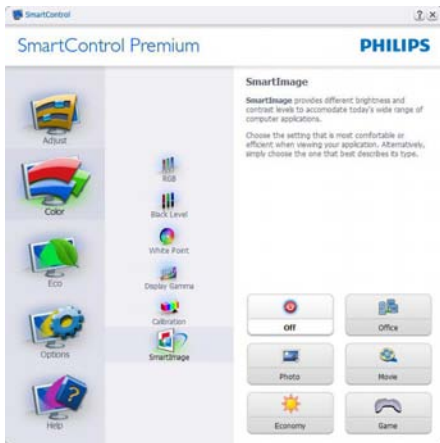 SmartControl
SmartControl Premium
PHILIPS
Adjust
Color
Eco
Options
Help
RGB
Black Level
White Point
Display Gamma
Calibration
SmartImage
SmartImage
SmartImage provides different brightness and
contrast levels to accomodate today's wide range of
computer applications.
Choose the setting that is most comfortable or
efficient when viewing your application. Alternatively,
simply choose the one that best describes its type.
Off
Office
Photo
Movie
Economy
Game